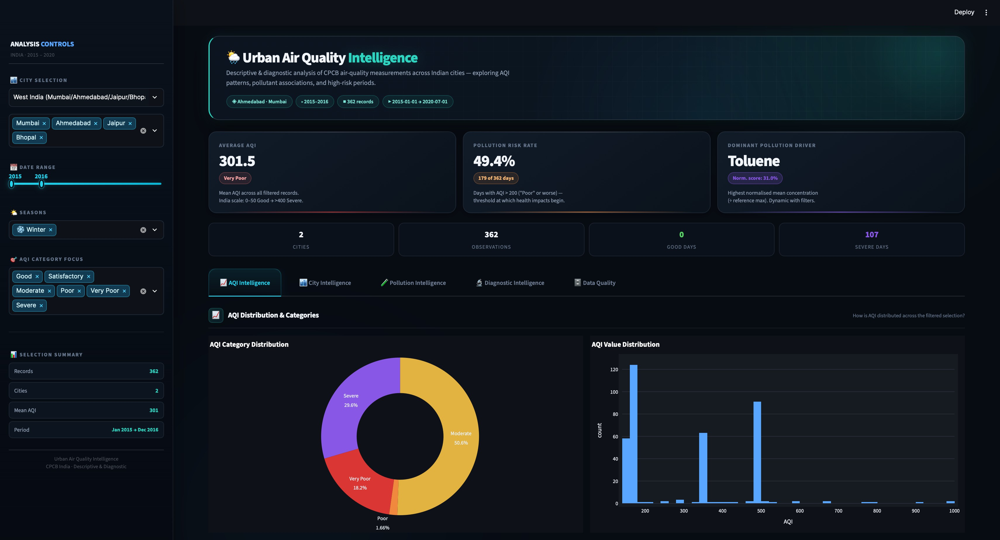 Deploy
ANALYSIS CONTROLS
INDIA · 2015 – 2020
CITY SELECTION
West India (Mumbai/Ahmedabad/Jaipur/Bhopa
Mumbai × Ahmedabad × Jaipur ×
Bhopal ×
DATE RANGE
2015 2016
SEASONS
❄️ Winter ×
AQI CATEGORY FOCUS
Good × Satisfactory ×
Moderate × Poor × Very Poor ×
Severe ×
SELECTION SUMMARY
Records 362
Cities 2
Mean AQI 301
Period Jan 2015 → Dec 2016
Urban Air Quality Intelligence
CPCB India · Descriptive & Diagnostic
Urban Air Quality Intelligence
Descriptive & diagnostic analysis of CPCB air-quality measurements across Indian cities — exploring AQI
patterns, pollutant associations, and high-risk periods.
◈ Ahmedabad · Mumbai ▸ 2015–2016 ■ 362 records ► 2015-01-01 → 2020-07-01
AVERAGE AQI
301.5
Very Poor
Mean AQI across all filtered records.
India scale: 0–50 Good → >400 Severe.
POLLUTION RISK RATE
49.4%
179 of 362 days
Days with AQI > 200 ("Poor" or worse) —
threshold at which health impacts begin.
DOMINANT POLLUTION DRIVER
Toluene
Norm. score: 31.0%
Highest normalised mean concentration
(÷ reference max). Dynamic with filters.
2
CITIES
362
OBSERVATIONS
0
GOOD DAYS
107
SEVERE DAYS
AQI Intelligence City Intelligence Pollution Intelligence Diagnostic Intelligence Data Quality
AQI Distribution & Categories
How is AQI distributed across the filtered selection?
AQI Category Distribution
Severe
29.6%
Moderate
50.6%
Very Poor
18.2%
Poor
1.66%
AQI Value Distribution
120
100
80
60
40
20
0
count
200 300 400 500 600 700 800 900 1000
AQI